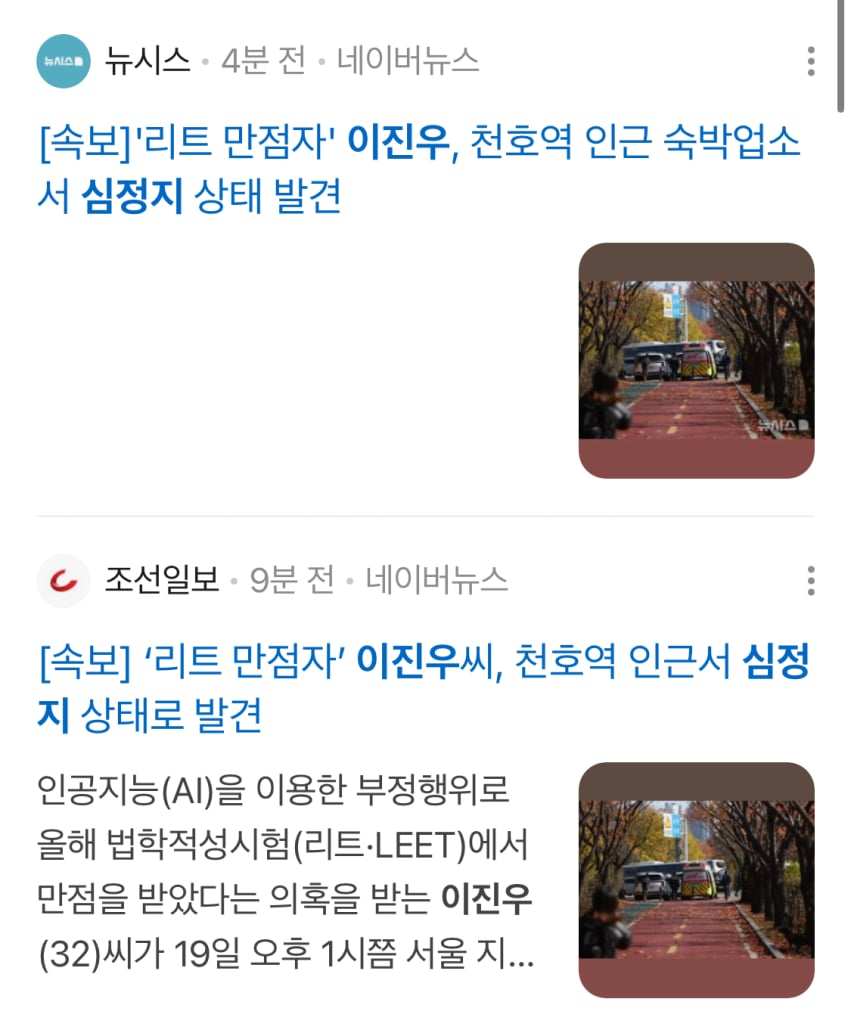 뉴시스
뉴시스 • 4분 전 • 네이버뉴스
[속보]'리트 만점자' 이진우, 천호역 인근 숙박업소
서 심정지 상태 발견
뉴시스
조선일보 • 9분 전 • 네이버뉴스
[속보] ‘리트 만점자’ 이진우씨, 천호역 인근서 심정
지 상태로 발견
인공지능(AI)을 이용한 부정행위로
올해 법학적성시험(리트·LEET)에서
만점을 받았다는 의혹을 받는 이진우
(32)씨가 19일 오후 1시쯤 서울 지...